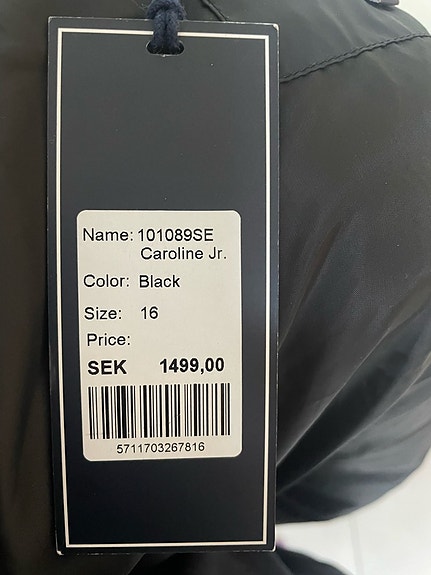 Name: 101089SE
Caroline Jr.
Color: Black
Size: 16
Price:
SEK 1499,00
5711703267816